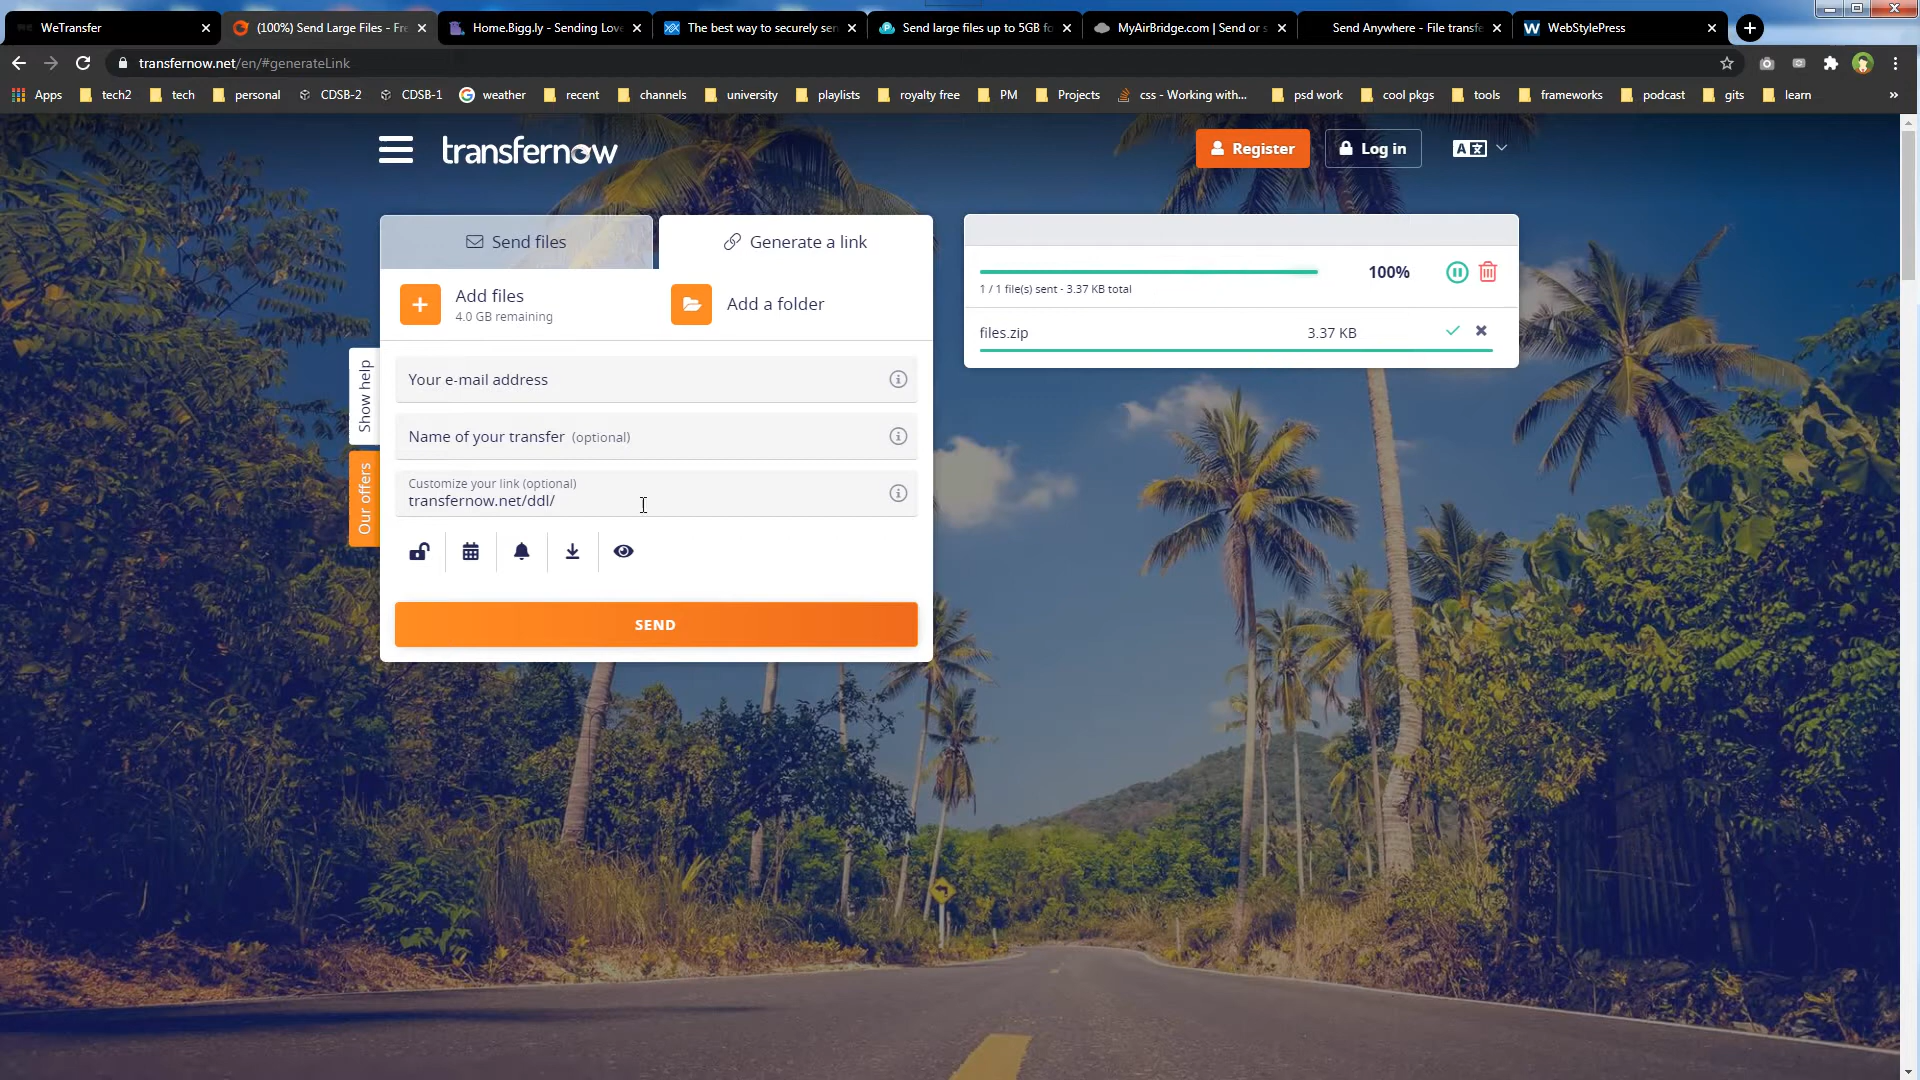 WeTransfer
(100%) Send Large Files - Fre
Home.Bigg.ly - Sending Love
The best way to securely sen
Send large files up to 5GB fo
MyAirBridge.com | Send or s
Send Anywhere - File transfe
WebStylePress
transfernow.net/en/#generateLink
Apps
tech2
tech
personal
CDSB-2
CDSB-1
weather
recent
channels
university
playlists
royalty free
PM
Projects
css - Working with...
psd work
cool pkgs
tools
frameworks
podcast
gits
learn
»
transfernow
Register
Log in
Send files
Generate a link
Add files
4.0 GB remaining
Add a folder
Your e-mail address
Name of your transfer (optional)
Customize your link (optional)
transfernow.net/ddl/
SEND
Show help
Our offers
100%
1 / 1 file(s) sent - 3.37 KB total
files.zip
3.37 KB